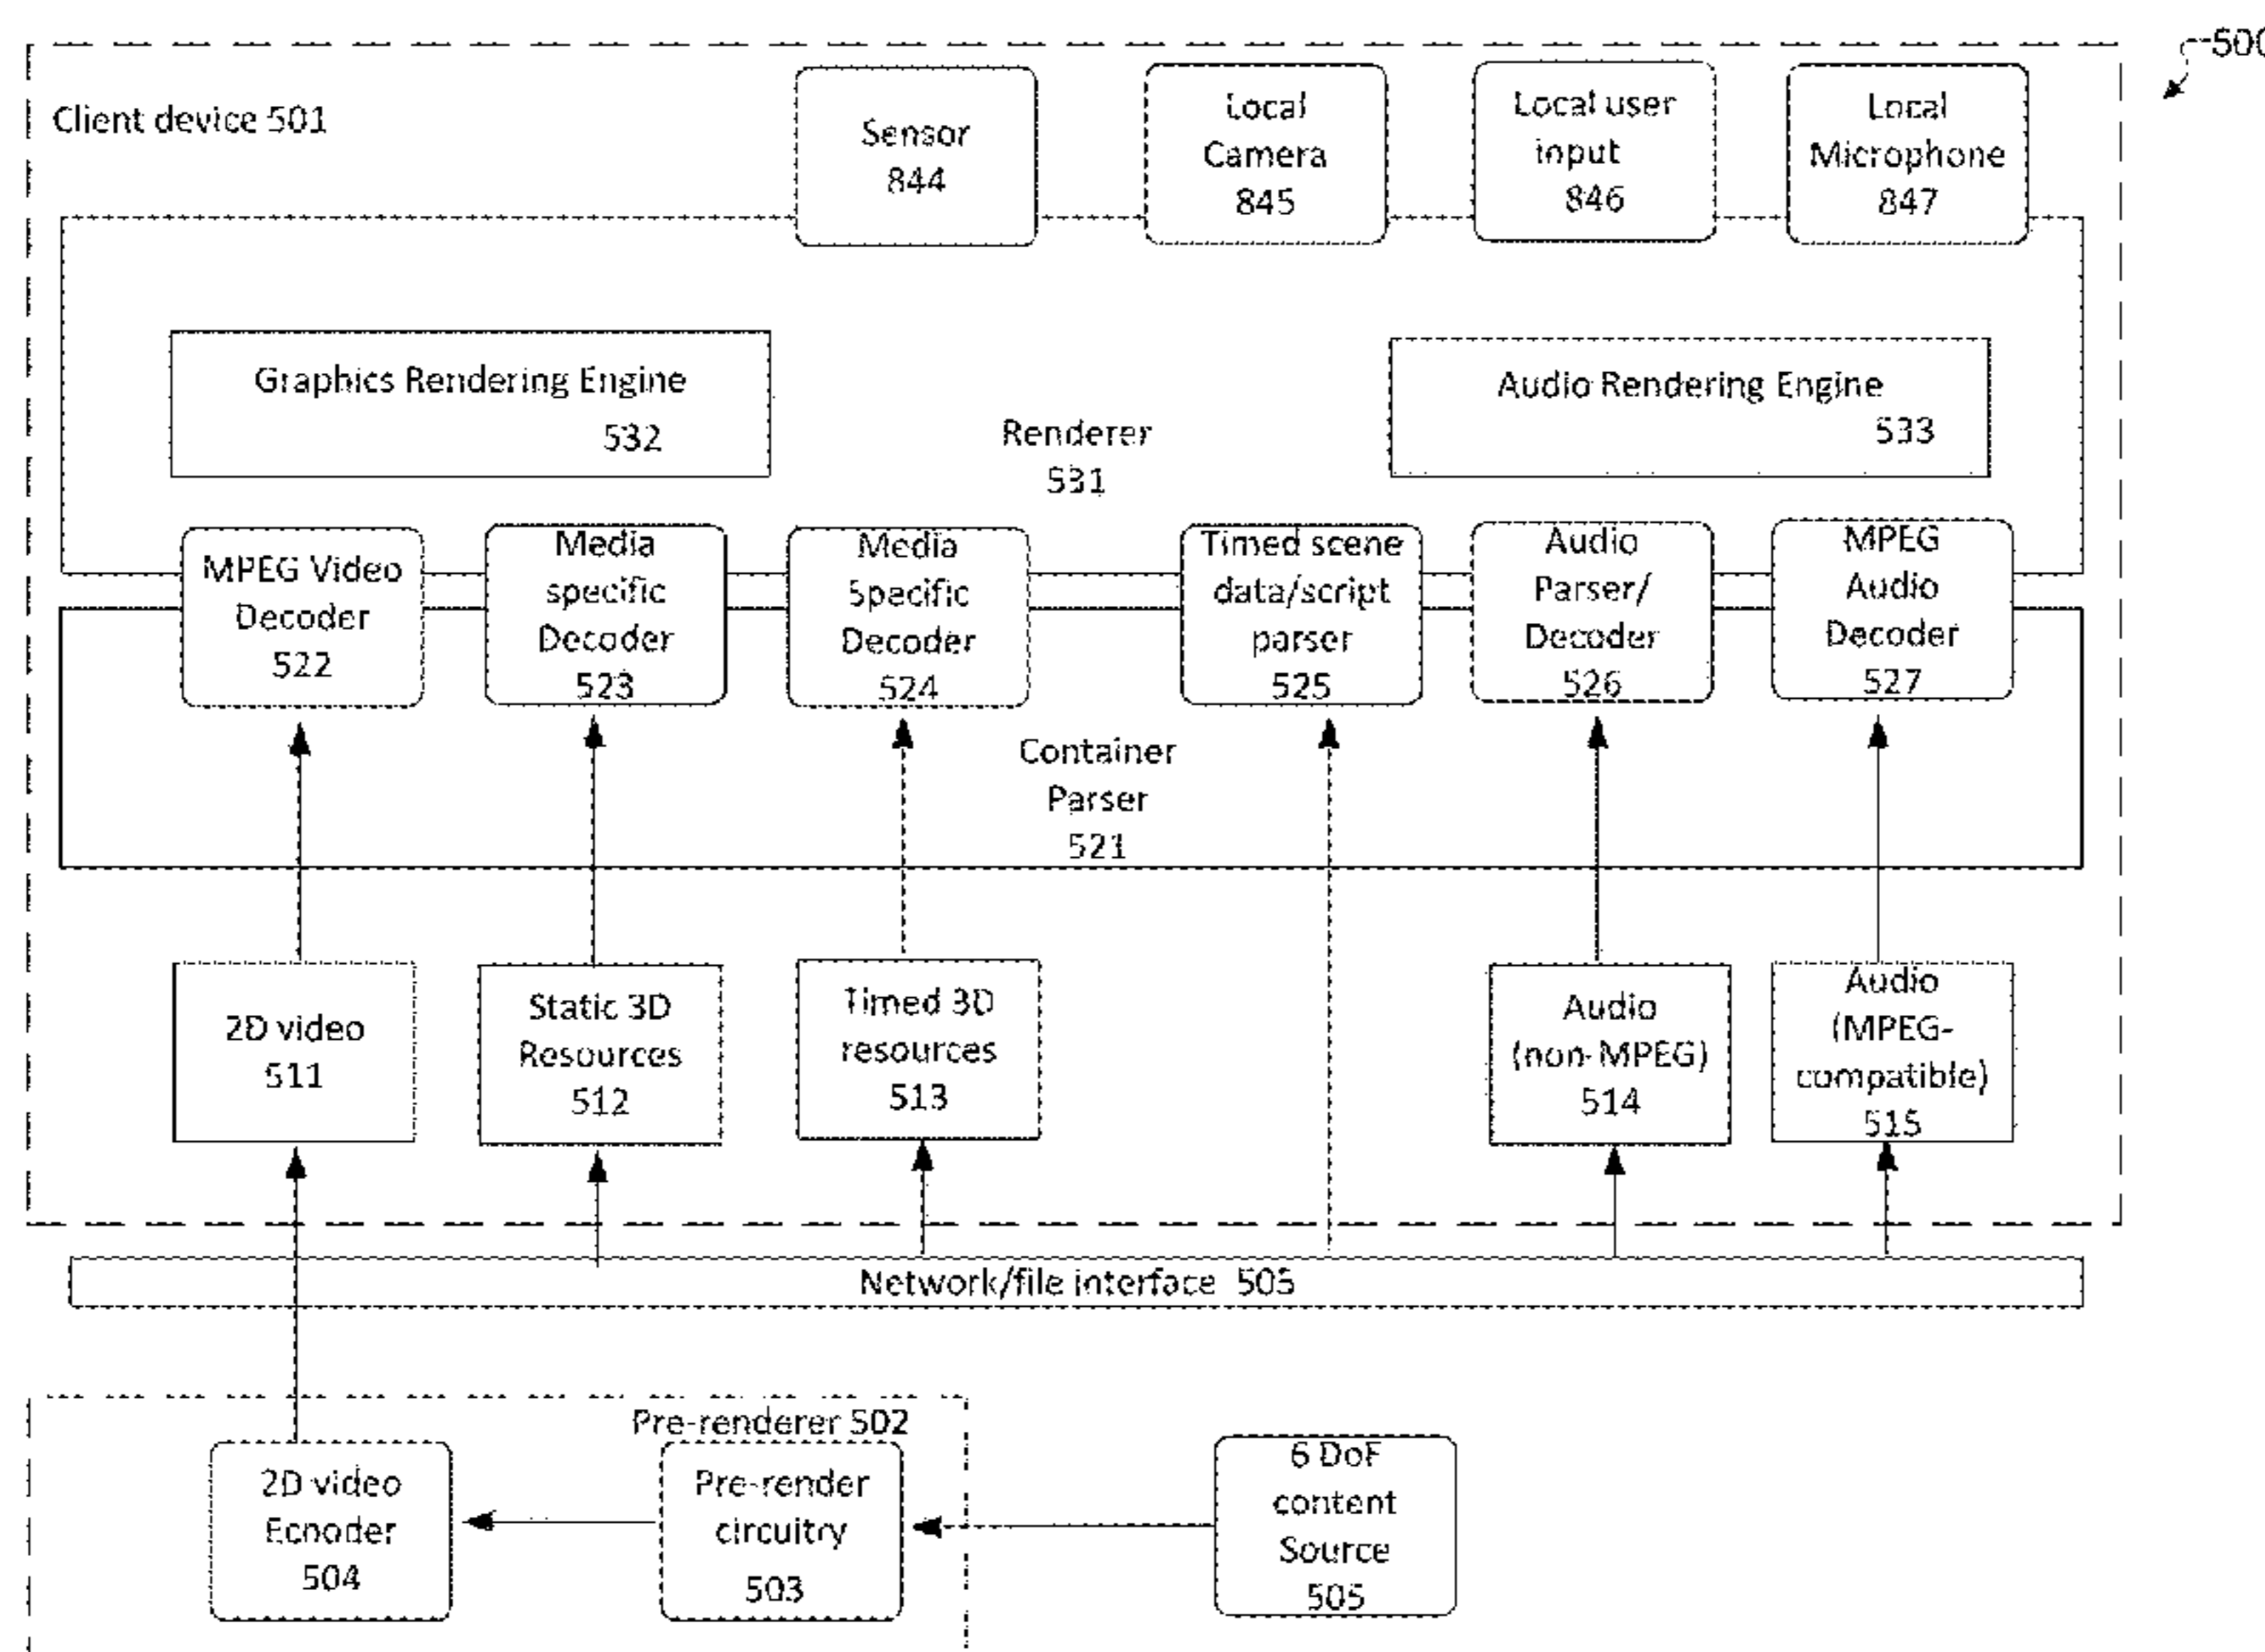 500
Client device 501
Sensor
844
Local
Camera
845
Local user
input
846
Local
Microphone
847
Graphics Rendering Engine
532
Renderer
531
Audio Rendering Engine
533
MPEG Video
Decoder
522
Media
specific
Decoder
523
Media
Specific
Decoder
524
Timed scene
data/script
parser
525
Audio
Parser/
Decoder
526
MPEG
Audio
Decoder
527
Container
Parser
521
2D video
511
Static 3D
Resources
512
Timed 3D
resources
513
Audio
(non-MPEG)
514
Audio
(MPEG-
compatible)
515
Network/file interface 505
Pre-renderer 502
2D video
Ecnoder
504
Pre-render
circuitry
503
6 DoF
content
Source
505